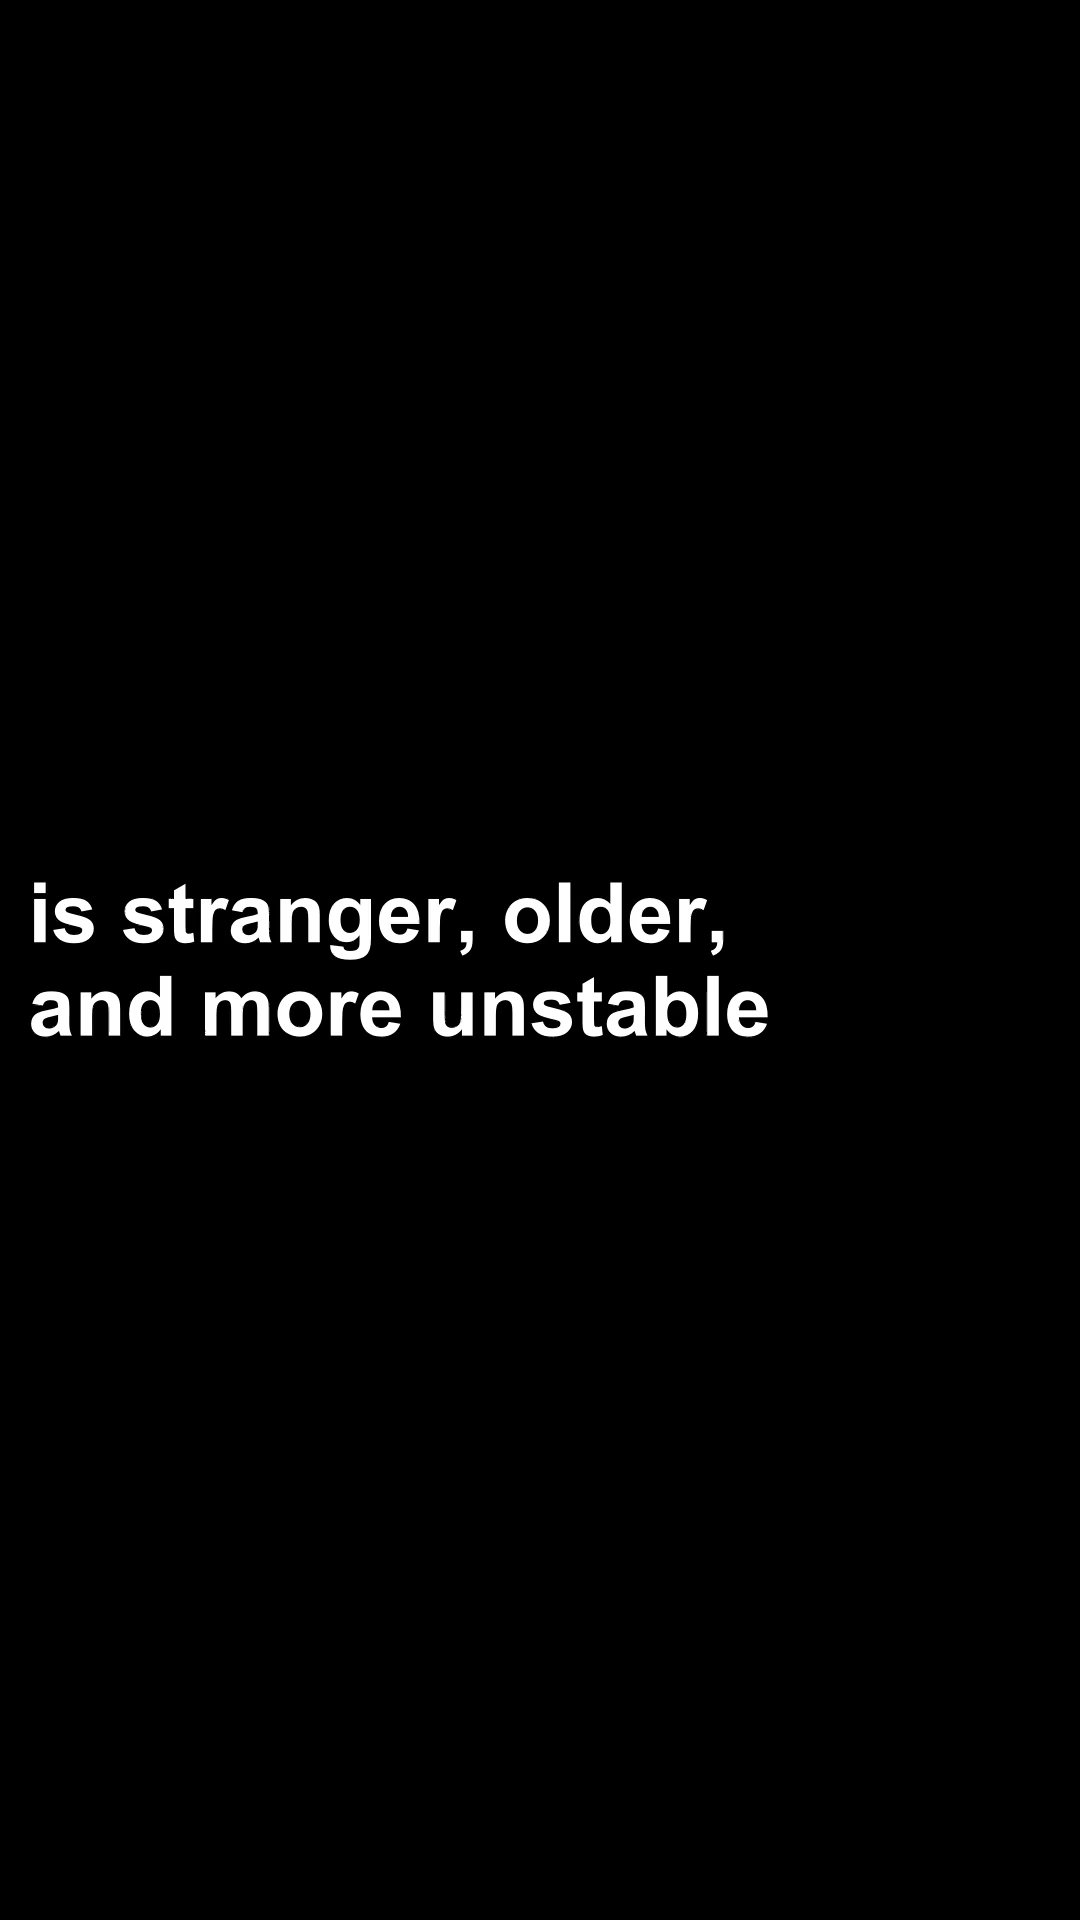 is stranger, older,
and more unstable